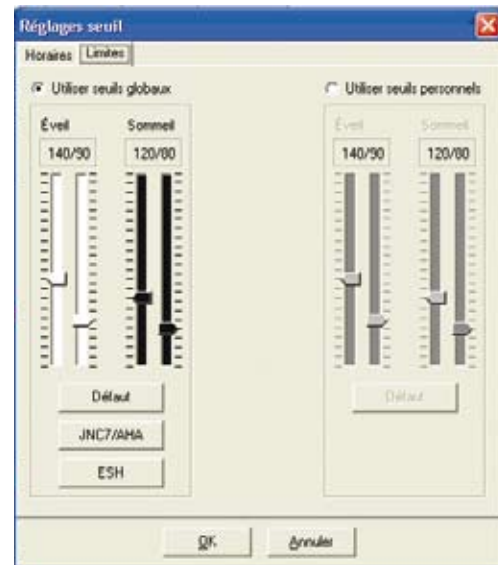 Réglages seuil
Horaires Limites
Utiliser seuils globaux
Utiliser seuils personnels
Éveil Sommeil
140/90 120/80
Éveil Sommeil
140/90 120/80
Défaut
JNC7/AHA
ESH
Défaut
OK Annuler